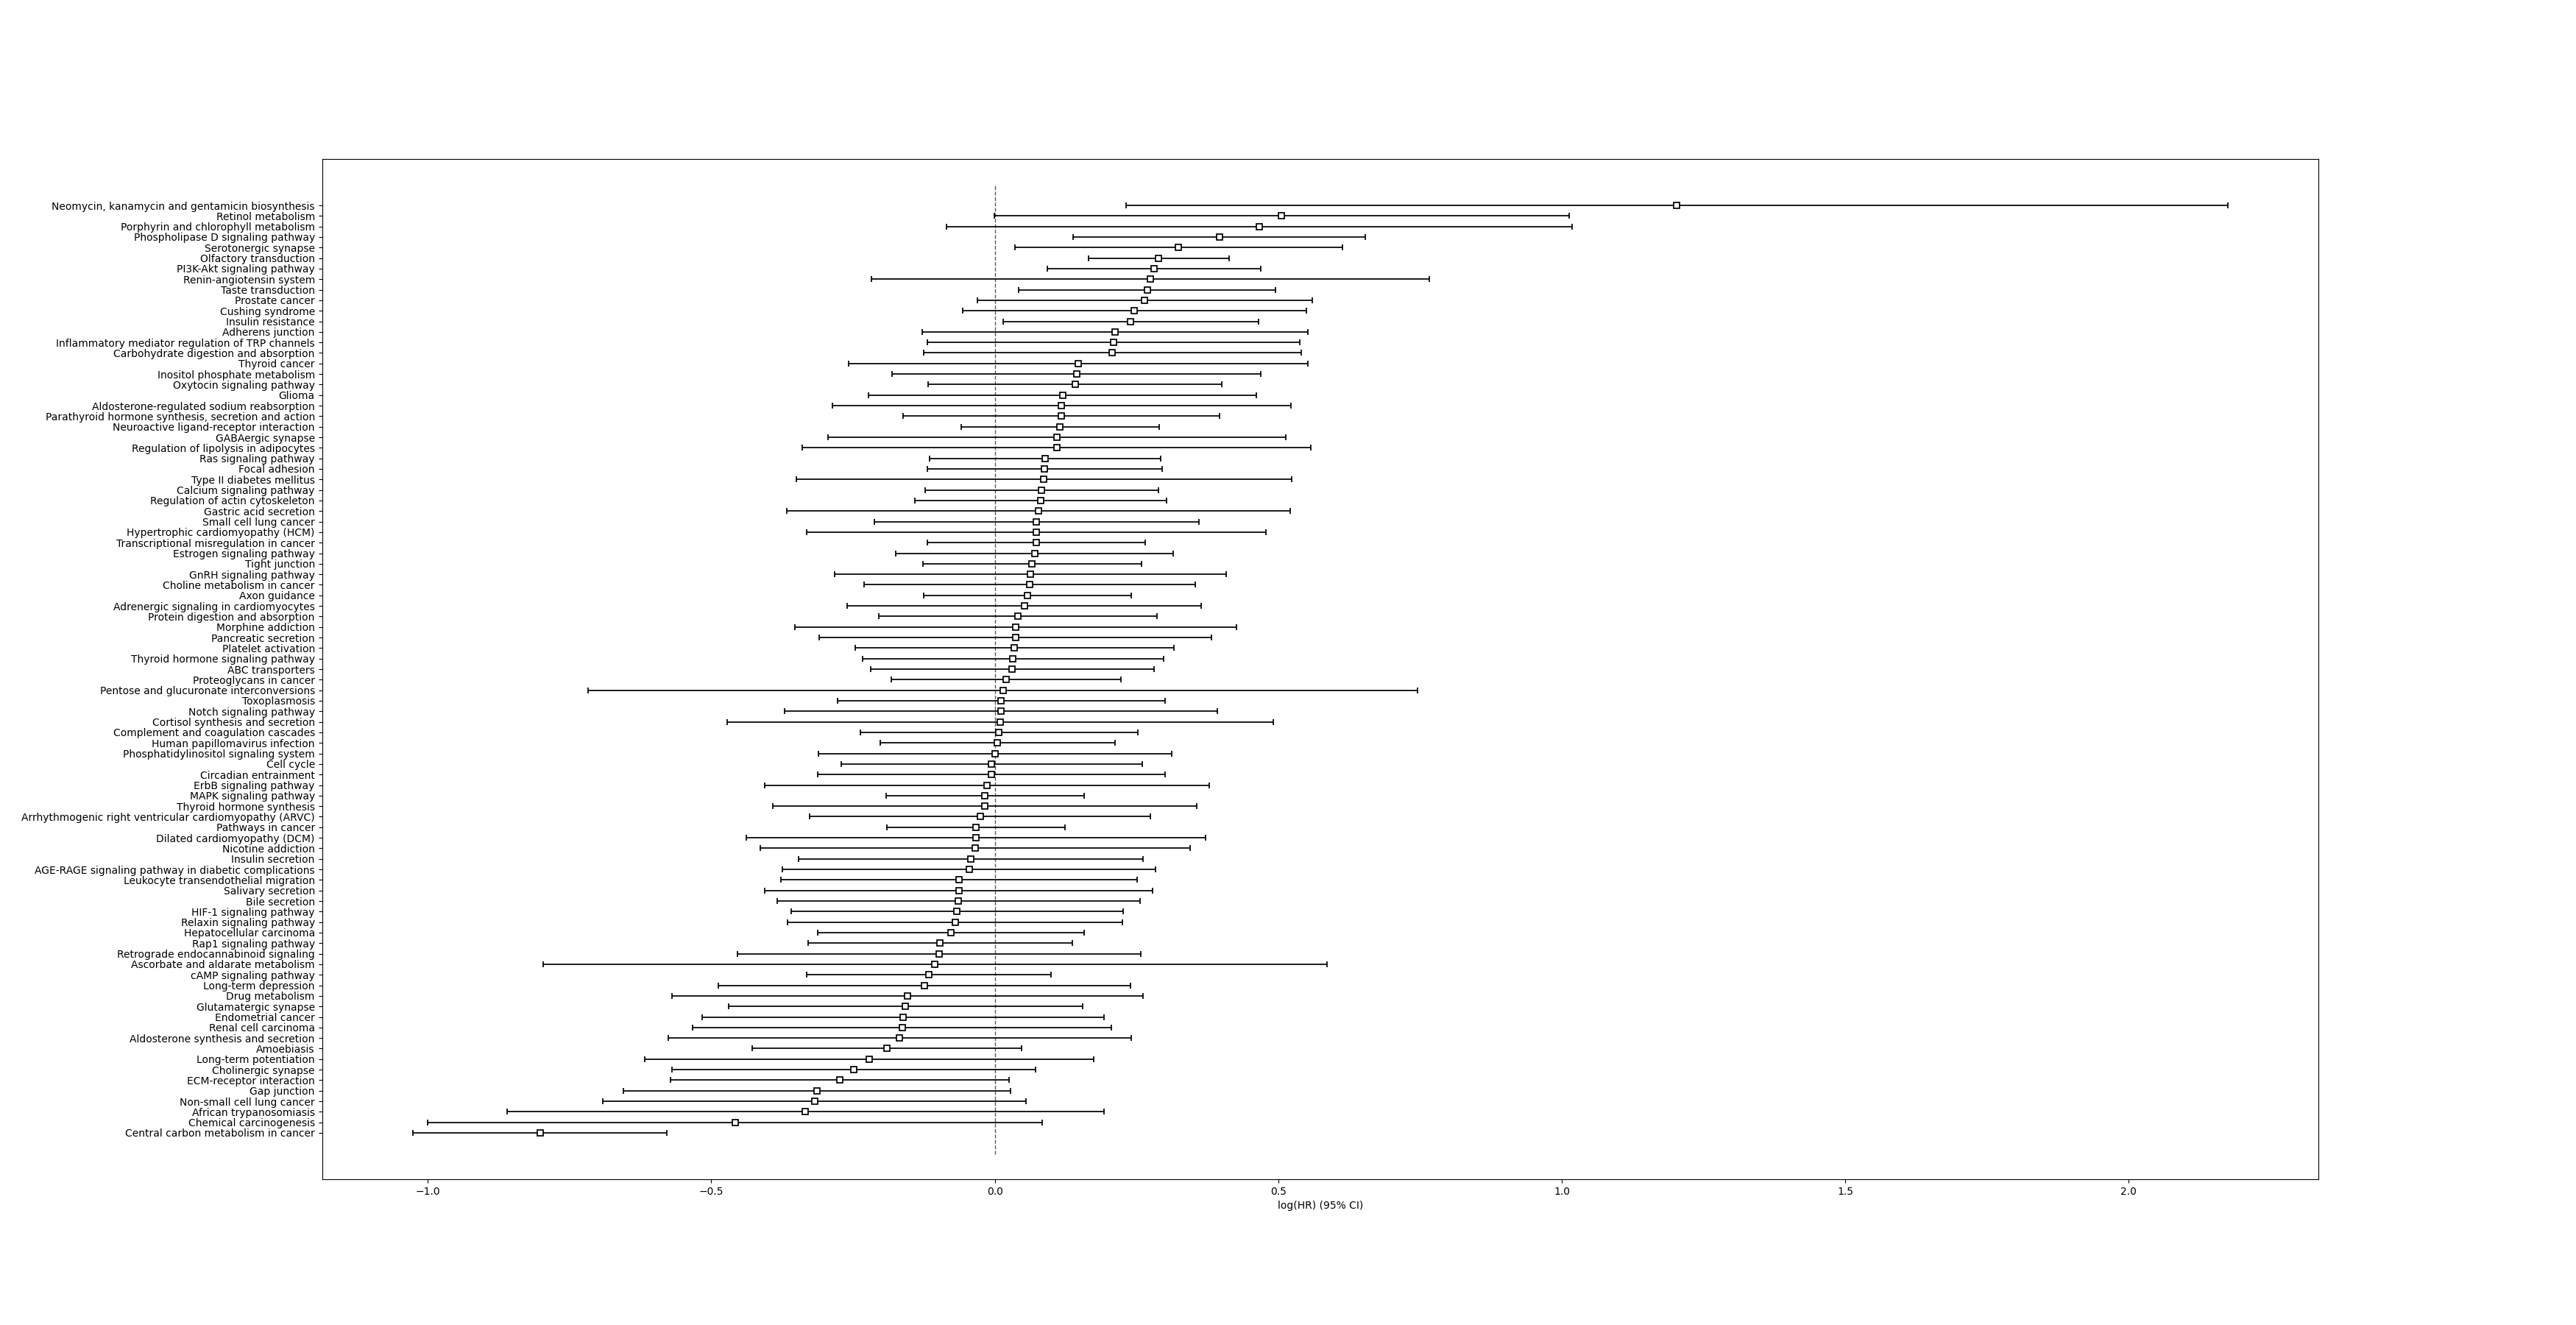 Neomycin, kanamycin and gentamicin biosynthesis
Retinol metabolism
Porphyrin and chlorophyll metabolism
Phospholipase D signaling pathway
Serotonergic synapse
Olfactory transduction
PI3K-Akt signaling pathway
Renin-angiotensin system
Taste transduction
Prostate cancer
Cushing syndrome
Insulin resistance
Adherens junction
Inflammatory mediator regulation of TRP channels
Carbohydrate digestion and absorption
Thyroid cancer
Inositol phosphate metabolism
Oxytocin signaling pathway
Glioma
Aldosterone-regulated sodium reabsorption
Parathyroid hormone synthesis, secretion and action
Neuroactive ligand-receptor interaction
GABAergic synapse
Regulation of lipolysis in adipocytes
Ras signaling pathway
Focal adhesion
Type II diabetes mellitus
Calcium signaling pathway
Regulation of actin cytoskeleton
Gastric acid secretion
Small cell lung cancer
Hypertrophic cardiomyopathy (HCM)
Transcriptional misregulation in cancer
Estrogen signaling pathway
Tight junction
GnRH signaling pathway
Choline metabolism in cancer
Axon guidance
Adrenergic signaling in cardiomyocytes
Protein digestion and absorption
Morphine addiction
Pancreatic secretion
Platelet activation
Thyroid hormone signaling pathway
ABC transporters
Proteoglycans in cancer
Pentose and glucuronate interconversions
Toxoplasmosis
Notch signaling pathway
Cortisol synthesis and secretion
Complement and coagulation cascades
Human papillomavirus infection
Phosphatidylinositol signaling system
Cell cycle
Circadian entrainment
ErbB signaling pathway
MAPK signaling pathway
Thyroid hormone synthesis
Arrhythmogenic right ventricular cardiomyopathy (ARVC)
Pathways in cancer
Dilated cardiomyopathy (DCM)
Nicotine addiction
Insulin secretion
AGE-RAGE signaling pathway in diabetic complications
Leukocyte transendothelial migration
Salivary secretion
Bile secretion
HIF-1 signaling pathway
Relaxin signaling pathway
Hepatocellular carcinoma
Rap1 signaling pathway
Retrograde endocannabinoid signaling
Ascorbate and aldarate metabolism
cAMP signaling pathway
Long-term depression
Drug metabolism
Glutamatergic synapse
Endometrial cancer
Renal cell carcinoma
Aldosterone synthesis and secretion
Amoebiasis
Long-term potentiation
Cholinergic synapse
ECM-receptor interaction
Gap junction
Non-small cell lung cancer
African trypanosomiasis
Chemical carcinogenesis
Central carbon metabolism in cancer
−1.0 −0.5 0.0 0.5 1.0 1.5 2.0
log(HR) (95% CI)